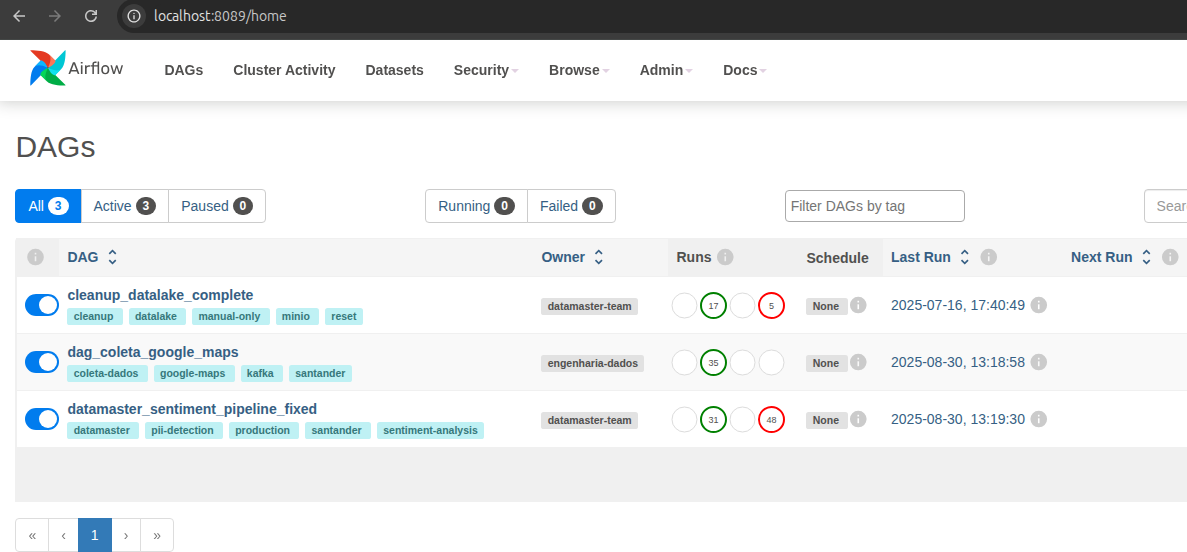 localhost:8089/home
Airflow DAGs Cluster Activity Datasets Security Browse Admin Docs
DAGs
All 3 Active 3 Paused 0 Running 0 Failed 0 Filter DAGs by tag Sear
DAG Owner Runs Schedule Last Run Next Run
cleanup_datalake_complete
cleanup datalake manual-only minio reset
datamaster-team 17 5 None 2025-07-16, 17:40:49
dag_coleta_google_maps
coleta-dados google-maps kafka santander
engenharia-dados 35 None 2025-08-30, 13:18:58
datamaster_sentiment_pipeline_fixed
datamaster pii-detection production santander sentiment-analysis
datamaster-team 31 48 None 2025-08-30, 13:19:30
« ‹ 1 › »